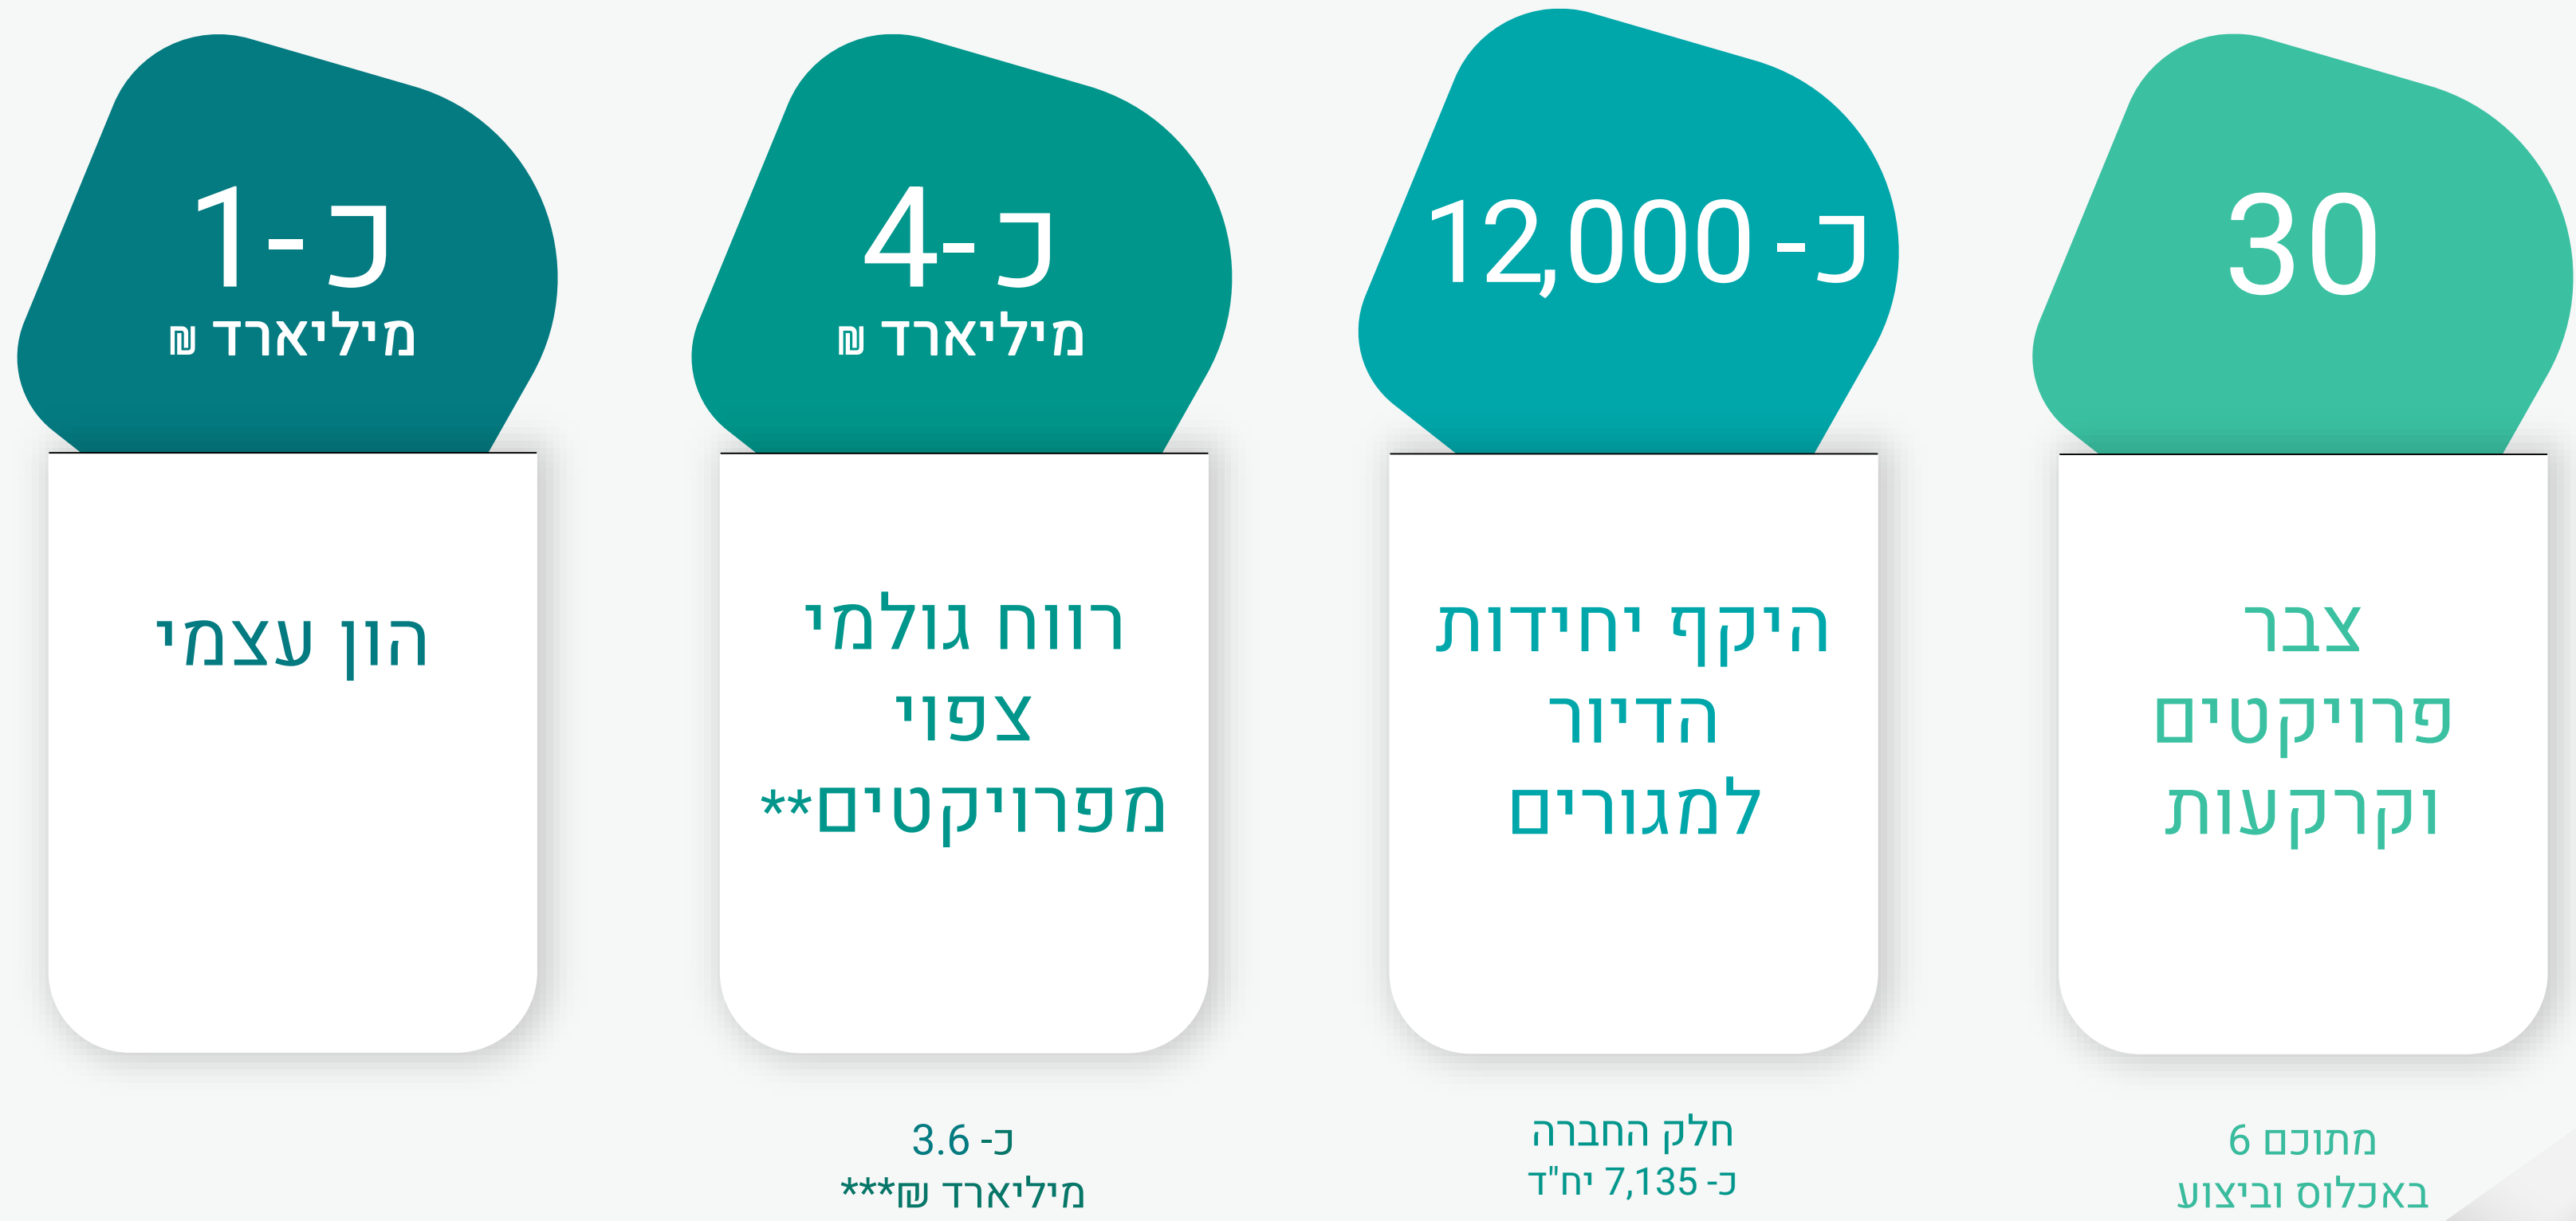 30
צבר
פרויקטים
וקרקעות
מתוכם 6
באכלוס וביצוע
כ- 12,000
היקף יחידות
הדיור
למגורים
חלק החברה
כ- 7,135 יח"ד
כ-4
מיליארד ₪
רווח גולמי
צפוי
מפרויקטים**
כ- 3.6
מיליארד ₪***
כ-1
מיליארד ₪
הון עצמי